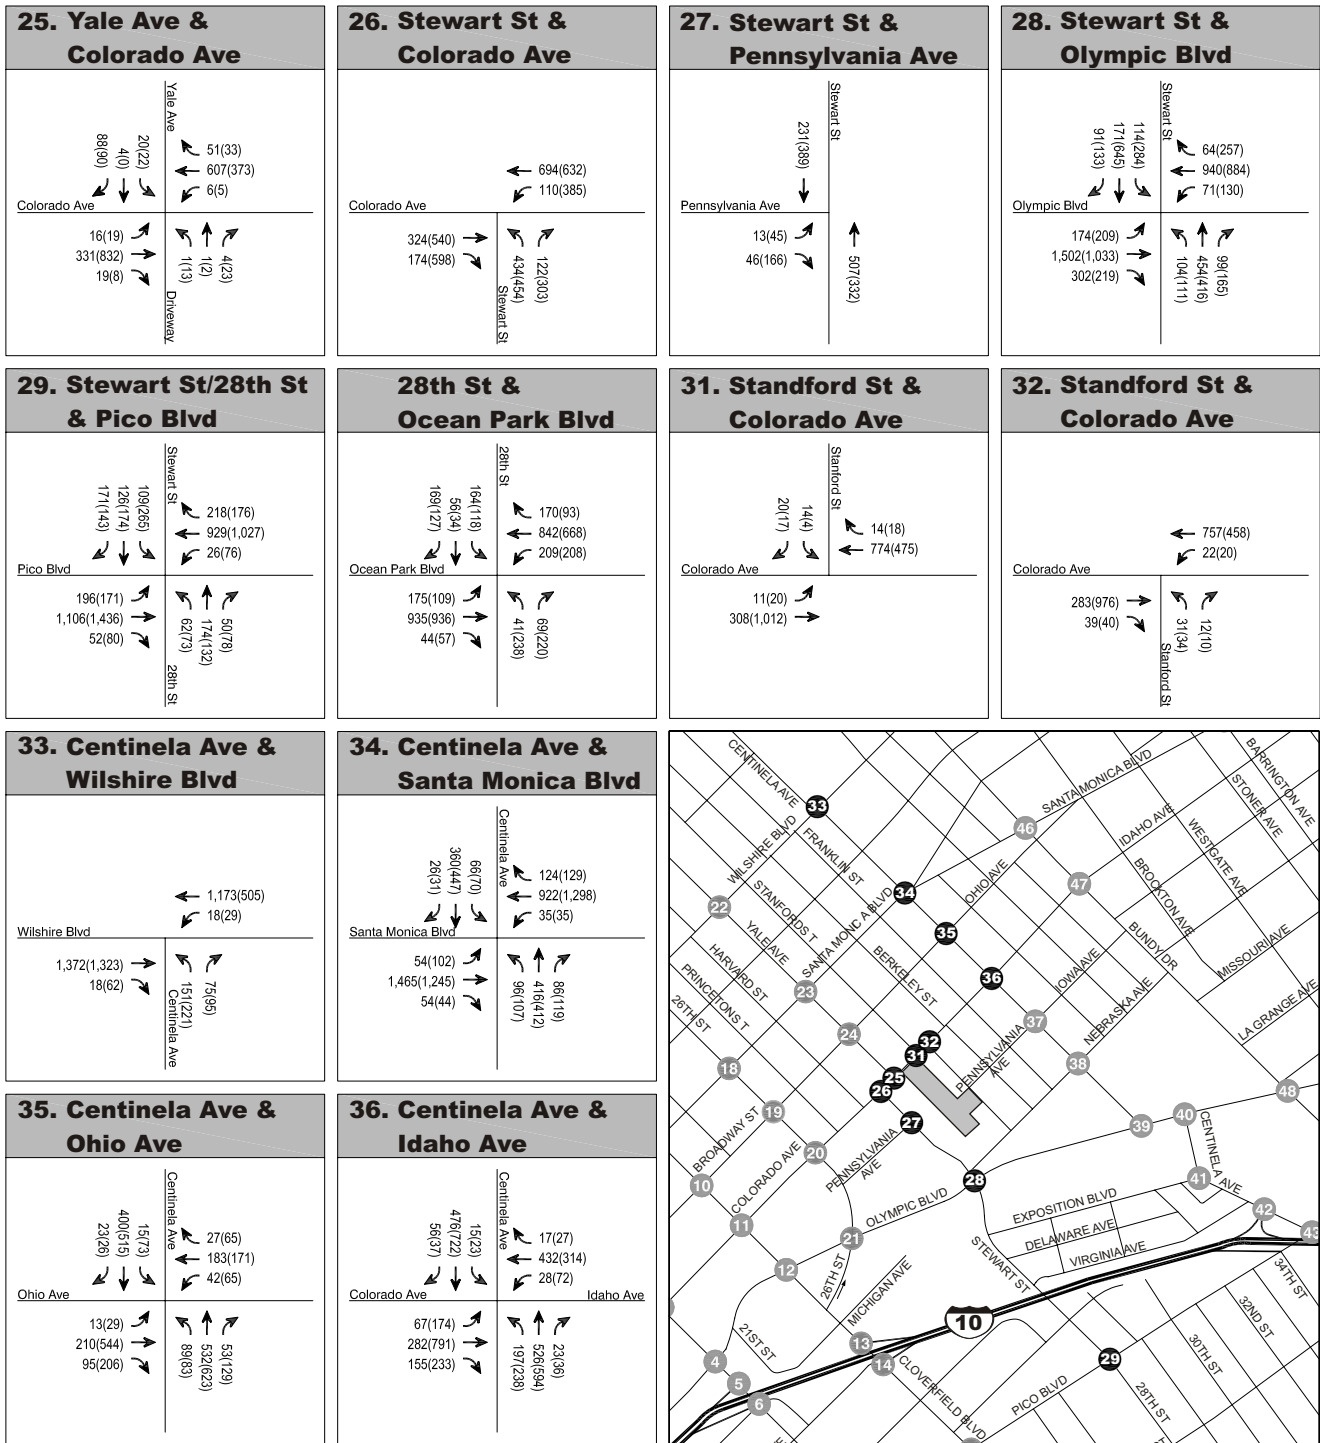 25. Yale Ave &
Colorado Ave
Yale Ave
88(90)
4(0)
20(22)
51(33)
607(373)
6(5)
Colorado Ave
16(19)
331(832)
19(8)
1(13)
1(2)
4(23)
Driveway
26. Stewart St &
Colorado Ave
694(632)
110(385)
Colorado Ave
324(540)
174(598)
434(454)
122(303)
Stewart St
27. Stewart St &
Pennsylvania Ave
Stewart St
231(389)
Pennsylvania Ave
13(45)
46(166)
507(332)
28. Stewart St &
Olympic Blvd
Stewart St
91(133)
171(645)
114(284)
64(257)
940(884)
71(130)
Olympic Blvd
174(209)
1,502(1,033)
302(219)
104(111)
454(416)
99(165)
29. Stewart St/28th St
& Pico Blvd
Stewart St
171(143)
126(174)
109(265)
218(176)
929(1,027)
26(76)
Pico Blvd
196(171)
1,106(1,436)
52(80)
62(73)
174(132)
50(78)
28th St
28th St &
Ocean Park Blvd
28th St
169(127)
56(34)
164(118)
170(93)
842(668)
209(208)
Ocean Park Blvd
175(109)
935(936)
44(57)
41(238)
69(220)
31. Standford St &
Colorado Ave
Stanford St
20(17)
14(4)
14(18)
774(475)
Colorado Ave
11(20)
308(1,012)
32. Standford St &
Colorado Ave
757(458)
22(20)
Colorado Ave
283(976)
39(40)
31(34)
12(10)
Stanford St
33. Centinela Ave &
Wilshire Blvd
1,173(505)
18(29)
Wilshire Blvd
1,372(1,323)
18(62)
151(221)
75(95)
Centinela Ave
34. Centinela Ave &
Santa Monica Blvd
Centinela Ave
26(31)
360(447)
66(70)
124(129)
922(1,298)
35(35)
Santa Monica Blvd
54(102)
1,465(1,245)
54(44)
96(107)
416(412)
86(119)
35. Centinela Ave &
Ohio Ave
Centinela Ave
23(26)
400(515)
15(73)
27(65)
183(171)
42(65)
Ohio Ave
13(29)
210(544)
95(206)
89(83)
532(623)
53(129)
36. Centinela Ave &
Idaho Ave
Centinela Ave
56(37)
476(722)
15(23)
17(27)
432(314)
28(72)
Colorado Ave
Idaho Ave
67(174)
282(791)
155(233)
197(238)
526(594)
23(36)
CENTINELA AVE
33
WILSHIRE BLVD
FRANKLIN ST
SANTA MONICA BLVD
46
BARRINGTON AVE
STONER AVE
IDAHO AVE
WESTGATE AVE
BROCKTON AVE
47
OHIO AVE
34
22
STANFORDS T
SANTA MONC A BLVD
35
YALE AVE
BERKELEY ST
36
IOWA AVE
BUNDY DR
MISSOURI AVE
HARVARD ST
PRINCETONS T
26TH ST
23
24
NEBRASKA AVE
LA GRANGE AVE
37
32
31
PENNSYLVANIA
AVE
38
18
25
26
48
19
27
BROADWAY ST
20
COLORADO AVE
PENNSYLVANIA
AVE
39
40
CENTINELA AVE
41
10
11
28
OLYMPIC BLVD
EXPOSITION BLVD
42
43
DELAWARE AVE
VIRGINIA AVE
21
12
26TH ST
STEWART ST
MICHIGAN AVE
34TH ST
32ND ST
10
21ST ST
13
14
4
5
6
CLOVERFIELD BLVD
29
30TH ST
28TH ST
PICO BLVD